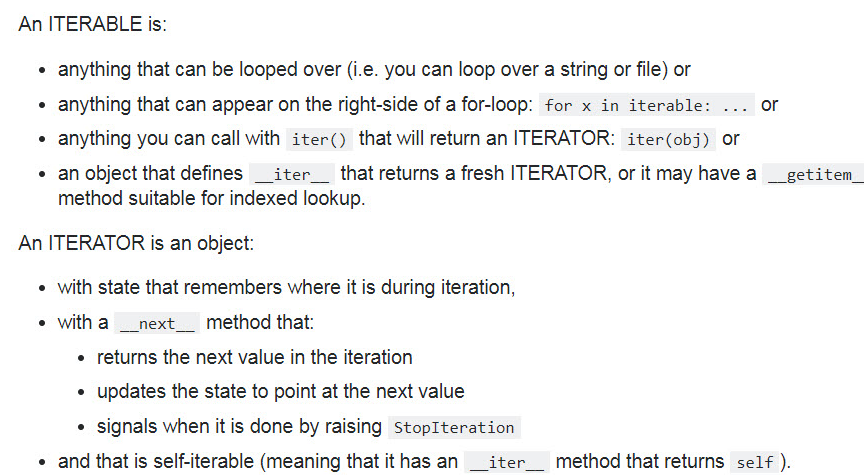 An ITERABLE is:
• anything that can be looped over (i.e. you can loop over a string or file) or
• anything that can appear on the right-side of a for-loop: for x in iterable: ... or
• anything you can call with iter() that will return an ITERATOR: iter(obj) or
• an object that defines __iter__ that returns a fresh ITERATOR, or it may have a __getitem_
method suitable for indexed lookup.
An ITERATOR is an object:
• with state that remembers where it is during iteration,
• with a __next__ method that:
• returns the next value in the iteration
• updates the state to point at the next value
• signals when it is done by raising StopIteration
• and that is self-iterable (meaning that it has an __iter__ method that returns self ).